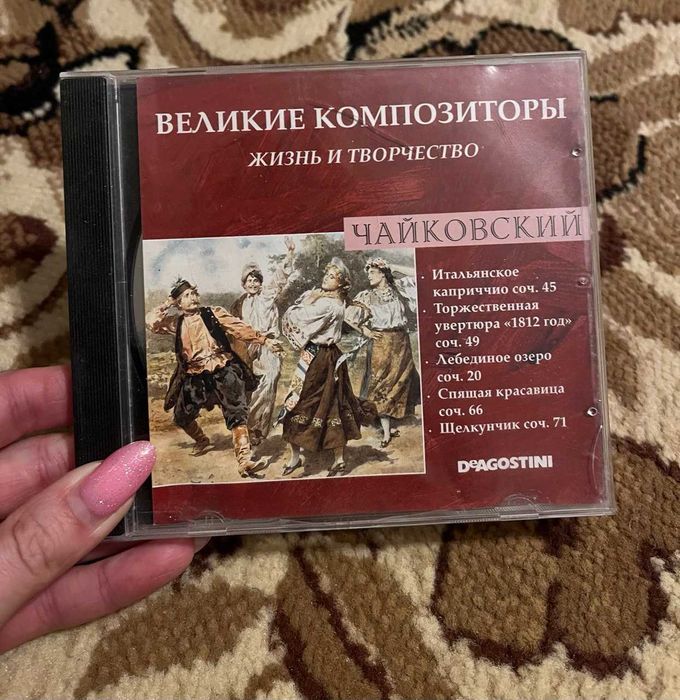 ВЕЛИКИЕ КОМПОЗИТОРЫ
ЖИЗНЬ И ТВОРЧЕСТВО
ЧАЙКОВСКИЙ
· Итальянское
каприччио соч. 45
· Торжественная
увертюра «1812 год»
соч. 49
· Лебединое озеро
соч. 20
· Спящая красавица
соч. 66
· Щелкунчик соч. 71
DeAGOSTINI